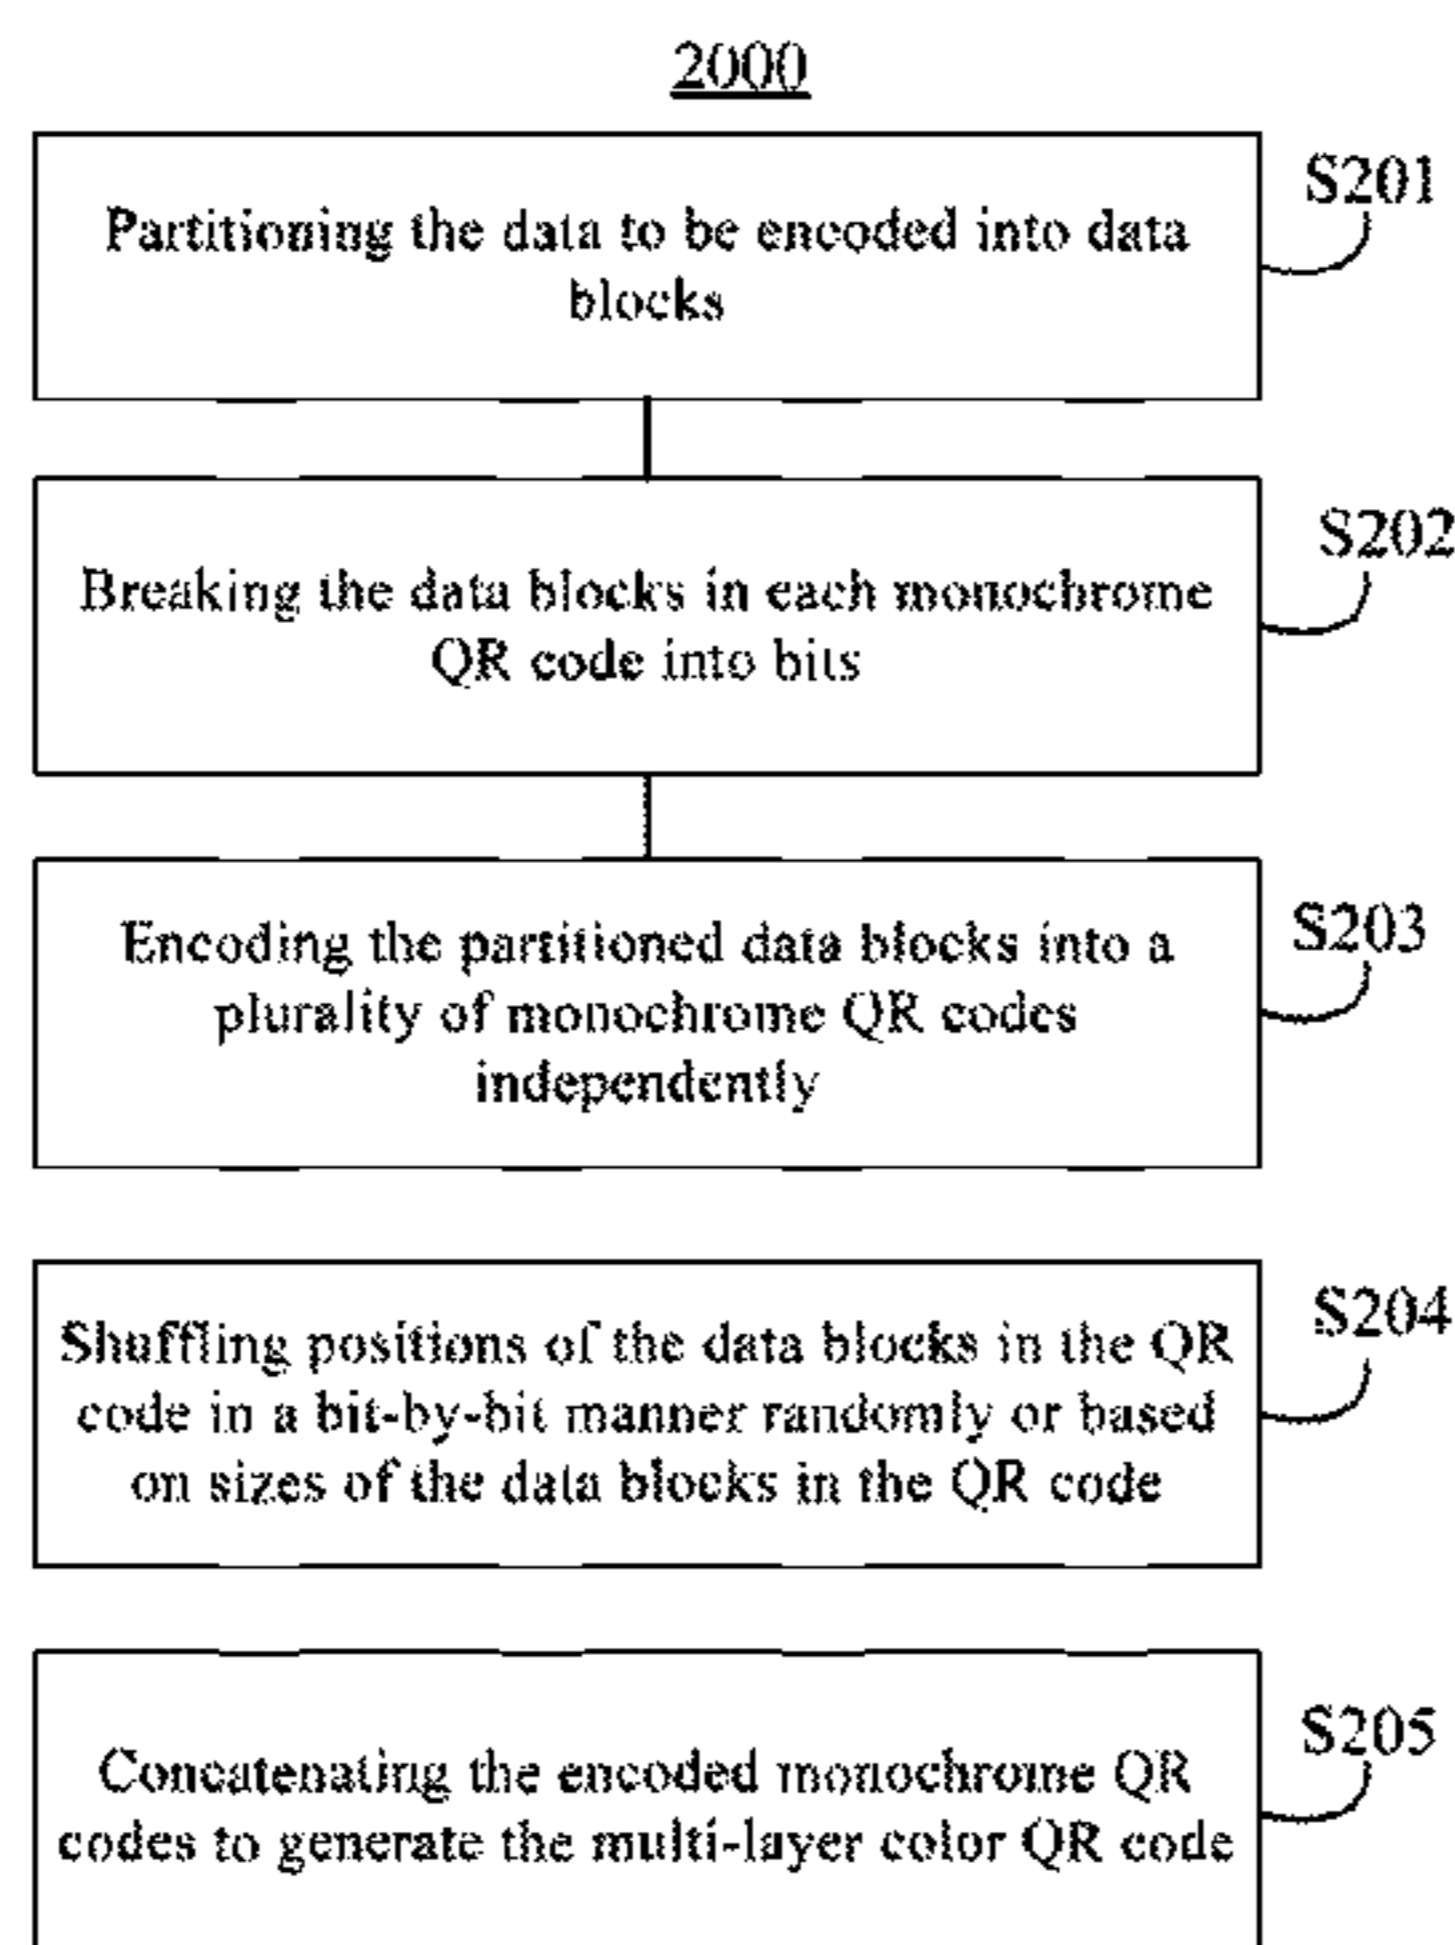 2000
S201
Partitioning the data to be encoded into data
blocks
S202
Breaking the data blocks in each monochrome
QR code into bits
S203
Encoding the partitioned data blocks into a
plurality of monochrome QR codes
independently
S204
Shuffling positions of the data blocks in the QR
code in a bit-by-bit manner randomly or based
on sizes of the data blocks in the QR code
S205
Concatenating the encoded monochrome QR
codes to generate the multi-layer color QR code